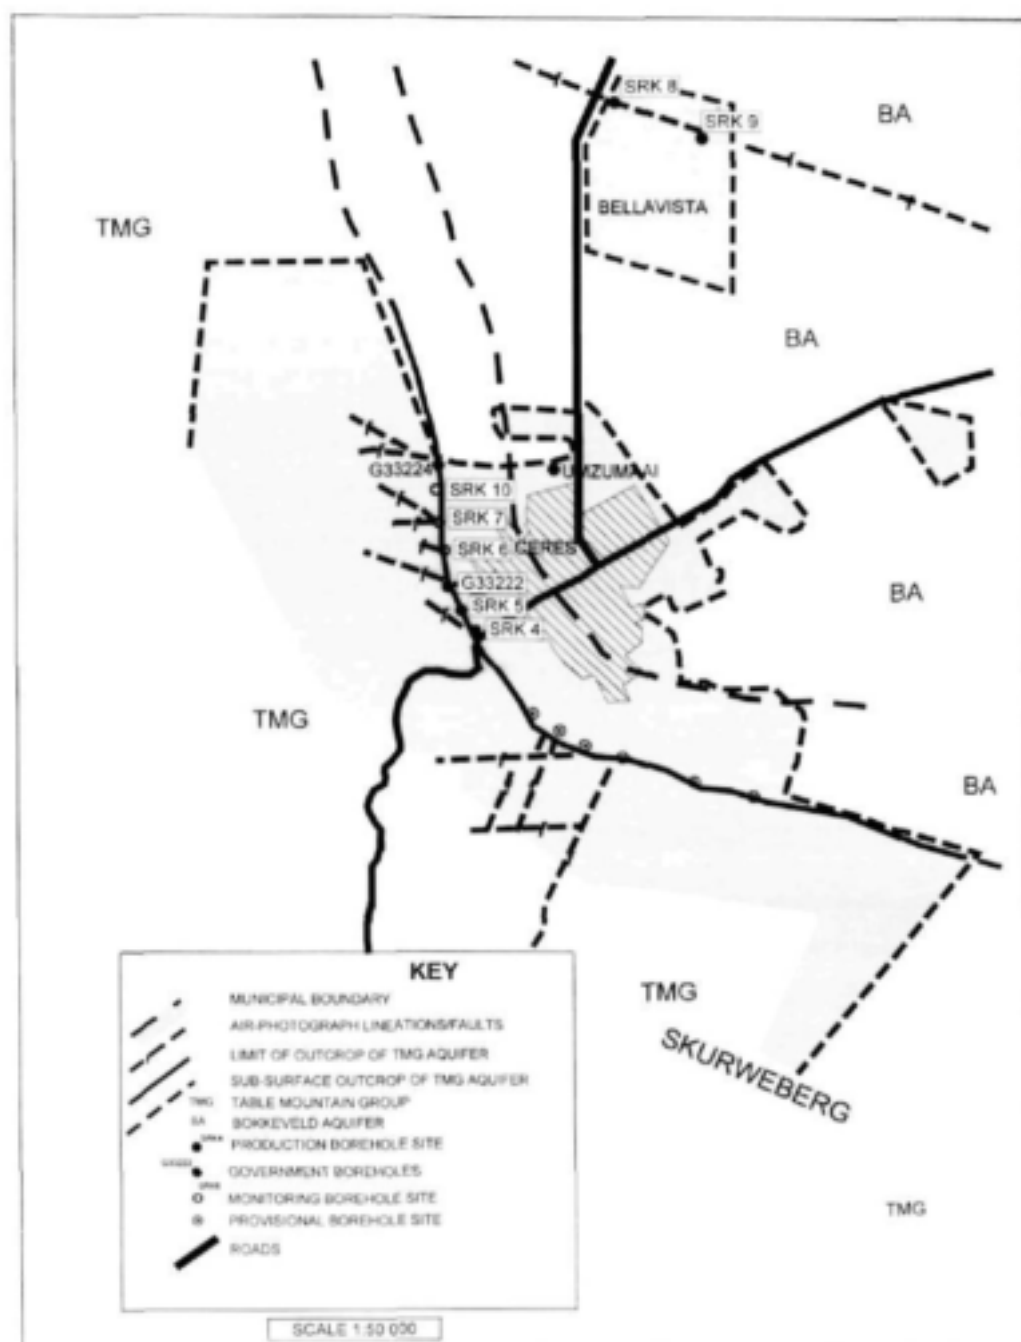 SRK 8
BA
SRK 9
BELLAVISTA
TMG
BA
G33224
UMZUMAAI
SRK 10
SRK 7
SRK 6
CERES
G33222
SRK 5
SRK 4
BA
TMG
BA
TMG
SKURWEBERG
TMG
KEY
MUNICIPAL BOUNDARY
AIR-PHOTOGRAPH LINEATIONS/FAULTS
LIMIT OF OUTCROP OF TMG AQUIFER
SUB-SURFACE OUTCROP OF TMG AQUIFER
TMG TABLE MOUNTAIN GROUP
BA BOKKEVELD AQUIFER
PRODUCTION BOREHOLE SITE
GOVERNMENT BOREHOLES
MONITORING BOREHOLE SITE
PROVISIONAL BOREHOLE SITE
ROADS
SCALE 1:50 000